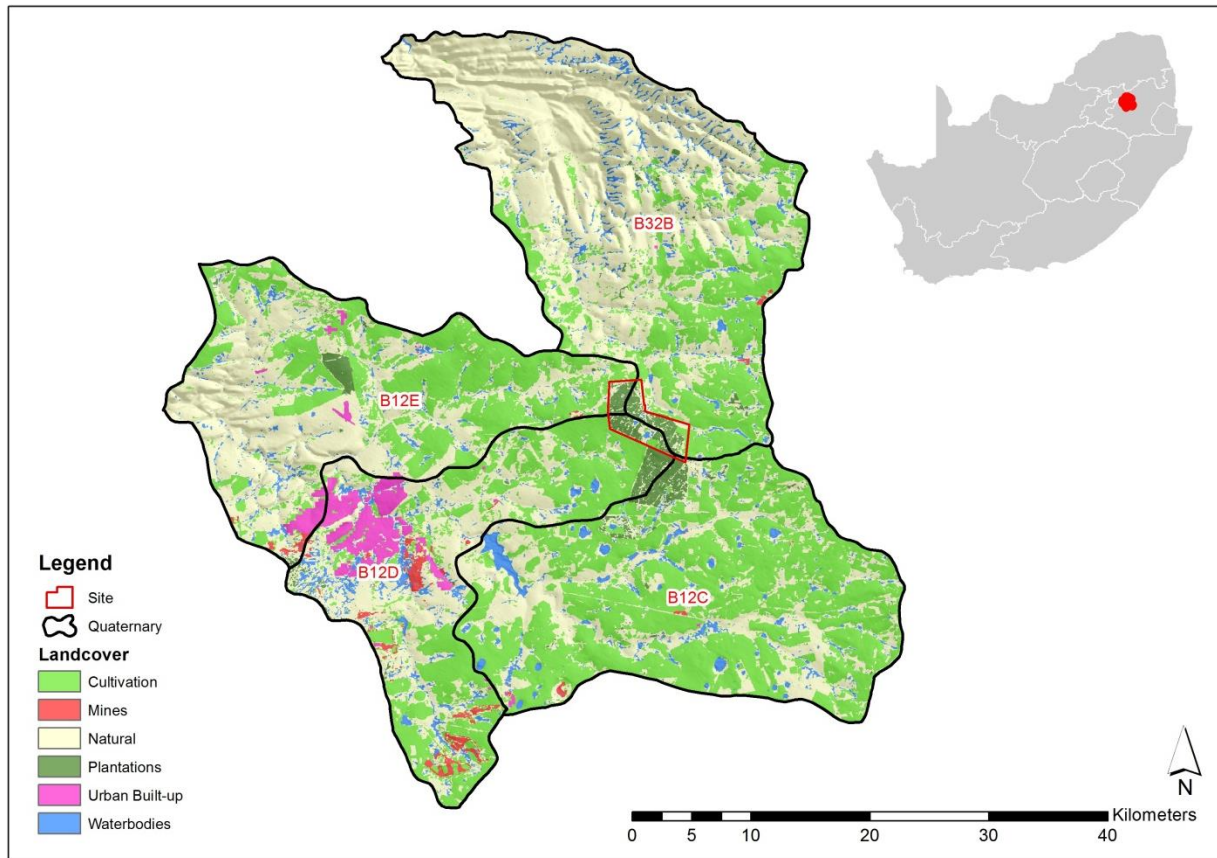 B32B
B12E
B12D
B12C
Legend
Site
Quaternary
Landcover
Cultivation
Mines
Natural
Plantations
Urban Built-up
Waterbodies
N
Kilometers
0 5 10 20 30 40